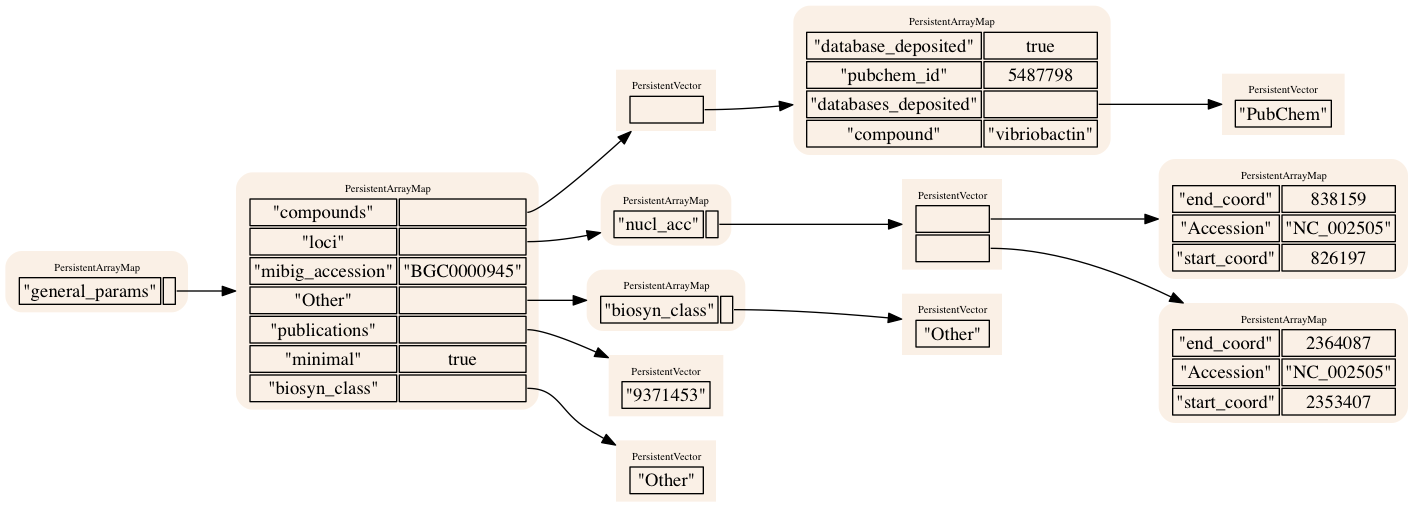 PersistentArrayMap
"general_params"
PersistentArrayMap
"compounds"
"loci"
"mibig_accession" "BGC0000945"
"Other"
"publications"
"minimal" true
"biosyn_class"
PersistentVector
PersistentArrayMap
"database_deposited" true
"pubchem_id" 5487798
"databases_deposited"
"compound" "vibriobactin"
PersistentVector
"PubChem"
PersistentArrayMap
"nucl_acc"
PersistentVector
PersistentArrayMap
"end_coord" 838159
"Accession" "NC_002505"
"start_coord" 826197
PersistentArrayMap
"end_coord" 2364087
"Accession" "NC_002505"
"start_coord" 2353407
PersistentArrayMap
"biosyn_class"
PersistentVector
"Other"
PersistentVector
"9371453"
PersistentVector
"Other"